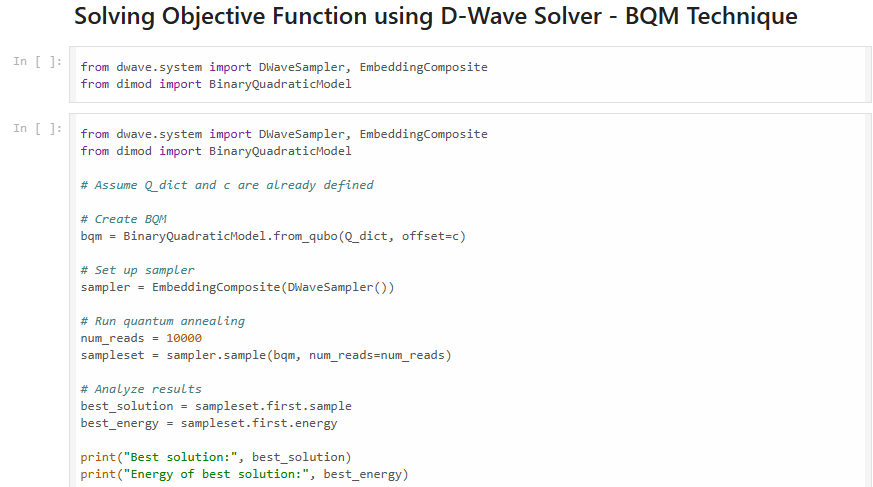 Solving Objective Function using D-Wave Solver - BQM Technique
In [ ]:
from dwave.system import DWaveSampler, EmbeddingComposite
from dimod import BinaryQuadraticModel
In [ ]:
from dwave.system import DWaveSampler, EmbeddingComposite
from dimod import BinaryQuadraticModel
# Assume Q_dict and c are already defined
# Create BQM
bqm = BinaryQuadraticModel.from_qubo(Q_dict, offset=c)
# Set up sampler
sampler = EmbeddingComposite(DWaveSampler())
# Run quantum annealing
num_reads = 10000
sampleset = sampler.sample(bqm, num_reads=num_reads)
# Analyze results
best_solution = sampleset.first.sample
best_energy = sampleset.first.energy
print("Best solution:", best_solution)
print("Energy of best solution:", best_energy)